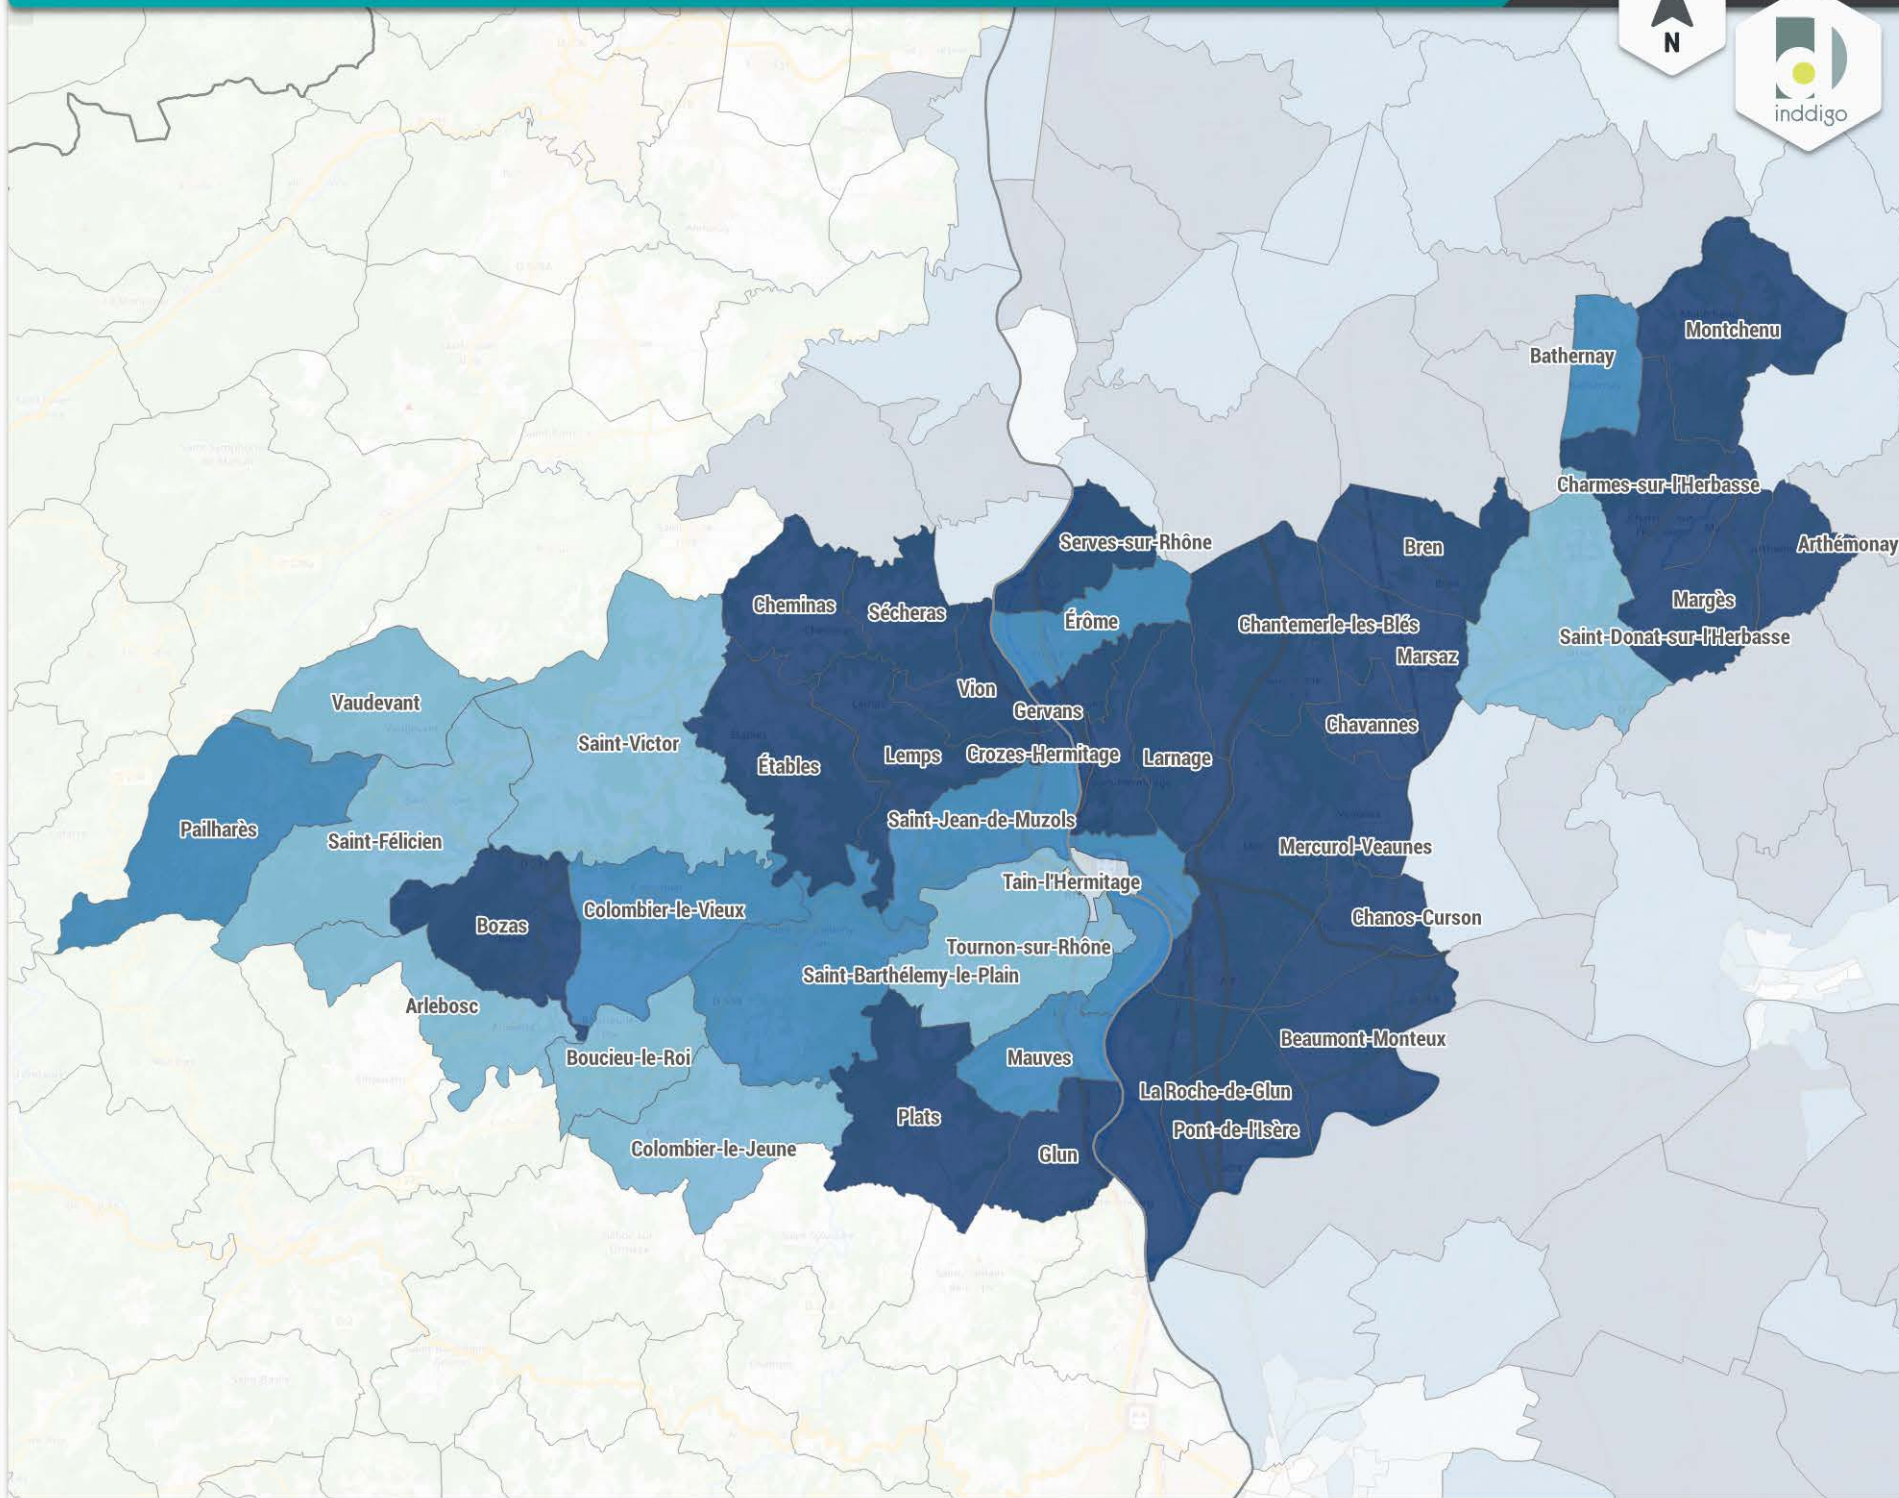 N
inddigo
Montchenu
Bathernay
Charmes-sur-l'Herbasse
Serves-sur-Rhône
Bren
Arthémonay
Cheminas
Sécheras
Érôme
Margès
Chantemerle-les-Blés
Saint-Donat-sur-l'Herbasse
Marsaz
Vion
Vaudevant
Gervans
Chavannes
Saint-Victor
Étables
Lemps
Crozes-Hermitage
Larnage
Saint-Jean-de-Muzols
Pailharès
Saint-Félicien
Mercurol-Veaunes
Tain-l'Hermitage
Colombier-le-Vieux
Chanos-Curson
Bozas
Tournon-sur-Rhône
Saint-Barthélemy-le-Plain
Arlebosc
Beaumont-Monteux
Boucieu-le-Roi
Mauves
La Roche-de-Glun
Plats
Pont-de-l'Isère
Colombier-le-Jeune
Glun